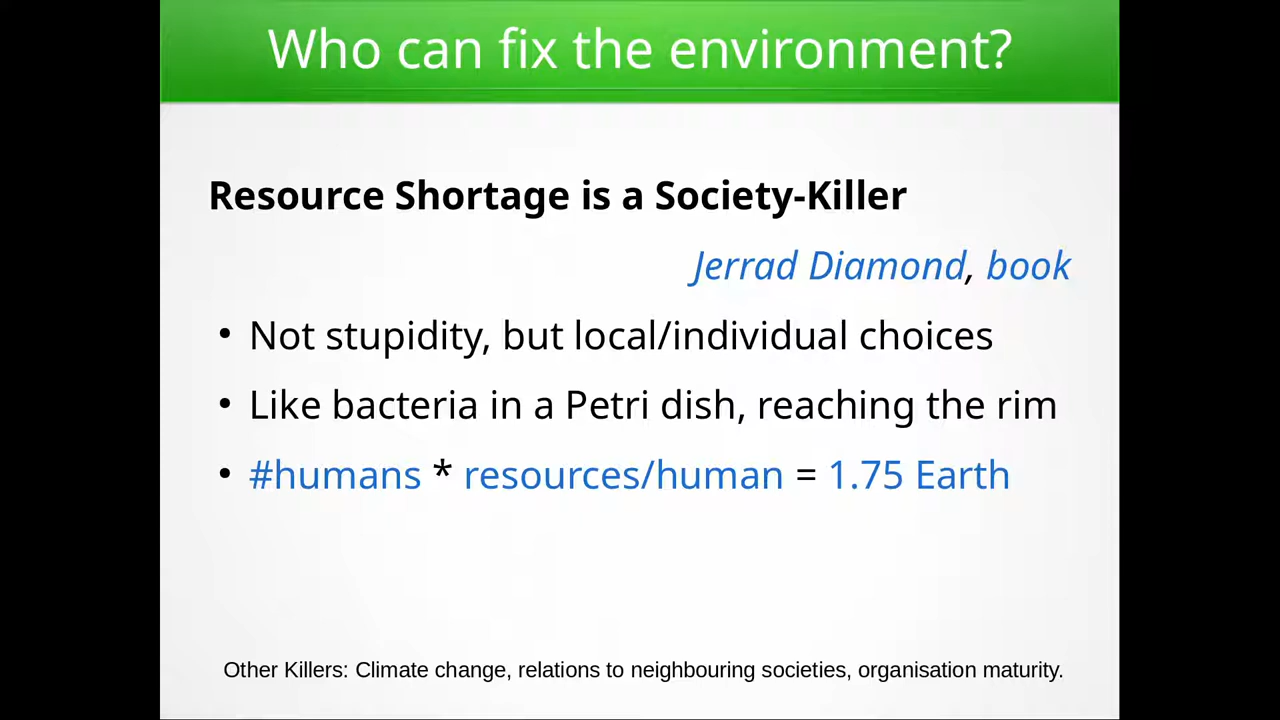 Who can fix the environment?
Resource Shortage is a Society-Killer
Jerrad Diamond, book
• Not stupidity, but local/individual choices
• Like bacteria in a Petri dish, reaching the rim
• #humans * resources/human = 1.75 Earth
Other Killers: Climate change, relations to neighbouring societies, organisation maturity.